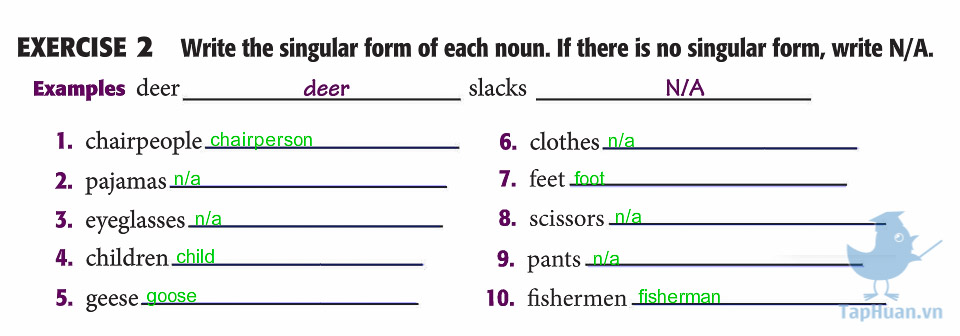 EXERCISE 2 Write the singular form of each noun. If there is no singular form, write N/A.
Examples deer deer slacks N/A
1. chairpeople chairperson
2. pajamas n/a
3. eyeglasses n/a
4. children child
5. geese goose
6. clothes n/a
7. feet foot
8. scissors n/a
9. pants n/a
10. fishermen fisherman
TapHuan.vn